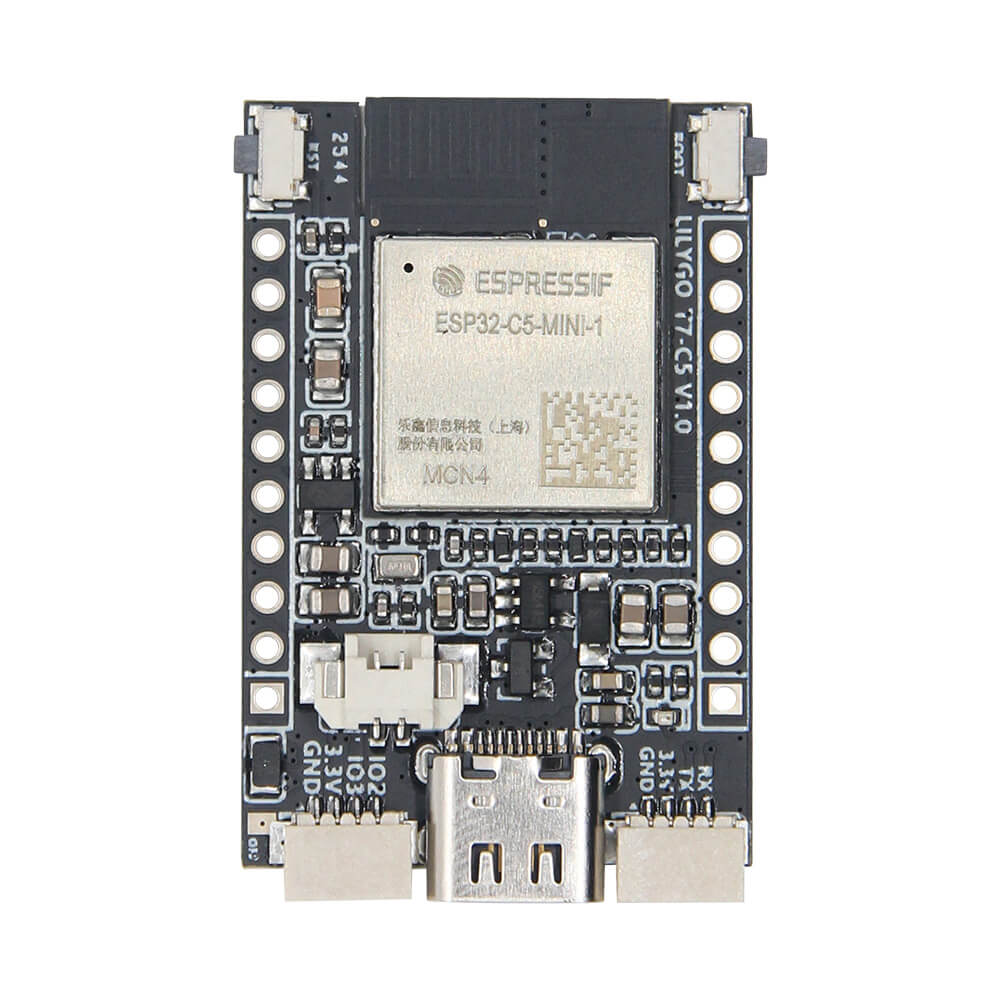 2544
RST
BOOT
LILYGO T7-C5 V1.0
ESPRESSIF
ESP32-C5-MINI-1
乐鑫信息科技（上海）
股份有限公司
MCN4
GND
3.3V
IO3
IO2
GND
3.3V
TX
RX